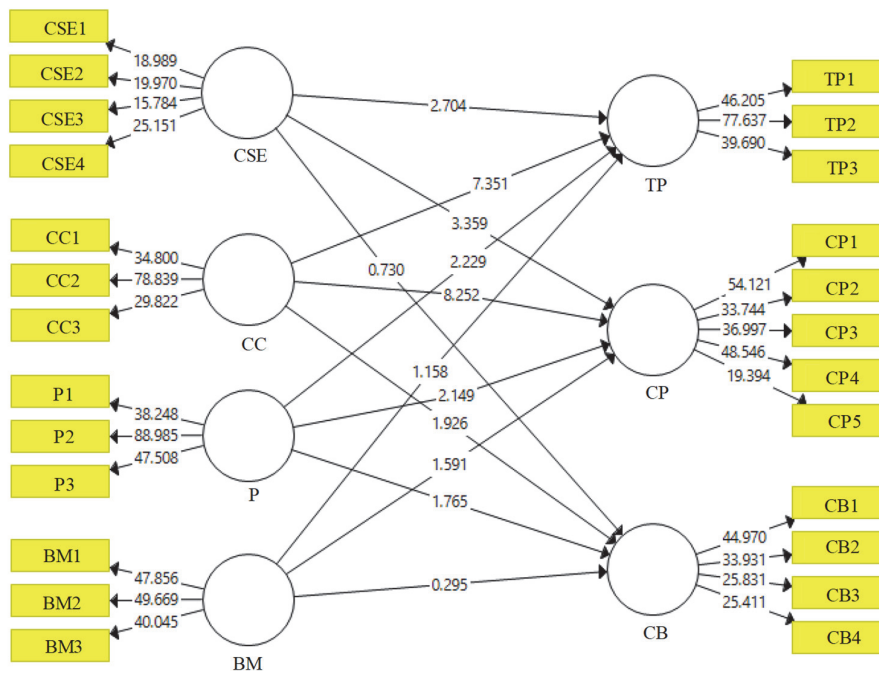 CSE1
CSE2
CSE3
CSE4
18.989
19.970
15.784
25.151
CSE
CC1
CC2
CC3
34.800
78.839
29.822
CC
P1
P2
P3
38.248
88.985
47.508
P
BM1
BM2
BM3
47.856
49.669
40.045
BM
2.704
7.351
3.359
0.730
2.229
8.252
1.158
2.149
1.926
1.591
1.765
0.295
TP
46.205
77.637
39.690
TP1
TP2
TP3
CP
54.121
33.744
36.997
48.546
19.394
CP1
CP2
CP3
CP4
CP5
CB
44.970
33.931
25.831
25.411
CB1
CB2
CB3
CB4